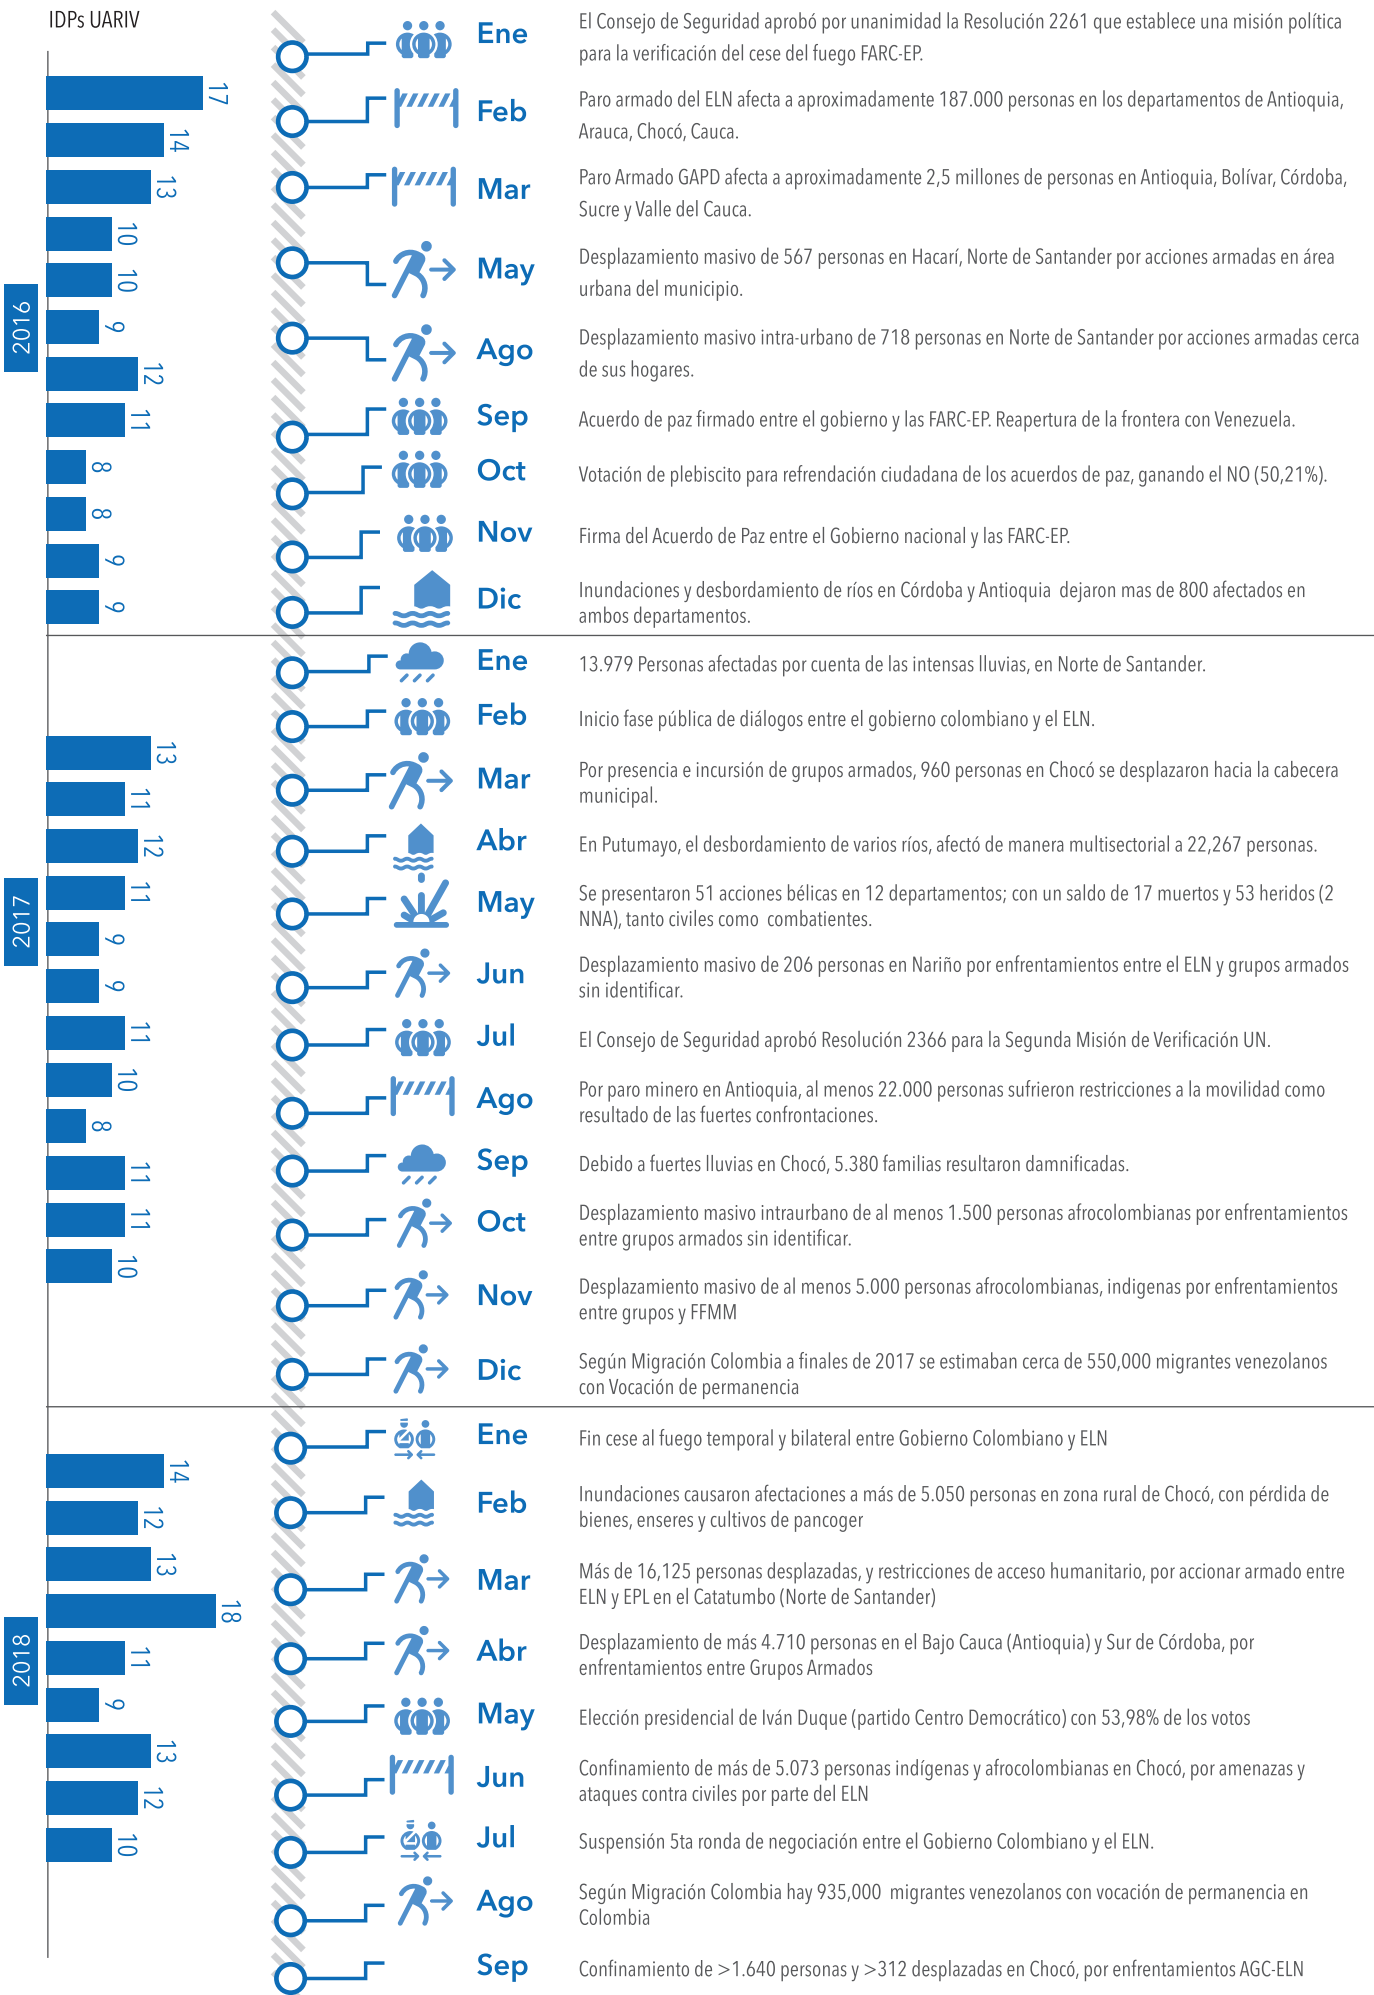 IDPs UARIV
2016
17
14
13
10
10
9
12
11
8
8
9
9
Ene
El Consejo de Seguridad aprobó por unanimidad la Resolución 2261 que establece una misión política
para la verificación del cese del fuego FARC-EP.
Feb
Paro armado del ELN afecta a aproximadamente 187.000 personas en los departamentos de Antioquia,
Arauca, Chocó, Cauca.
Mar
Paro Armado GAPD afecta a aproximadamente 2,5 millones de personas en Antioquia, Bolívar, Córdoba,
Sucre y Valle del Cauca.
May
Desplazamiento masivo de 567 personas en Hacarí, Norte de Santander por acciones armadas en área
urbana del municipio.
Ago
Desplazamiento masivo intra-urbano de 718 personas en Norte de Santander por acciones armadas cerca
de sus hogares.
Sep
Acuerdo de paz firmado entre el gobierno y las FARC-EP. Reapertura de la frontera con Venezuela.
Oct
Votación de plebiscito para refrendación ciudadana de los acuerdos de paz, ganando el NO (50,21%).
Nov
Firma del Acuerdo de Paz entre el Gobierno nacional y las FARC-EP.
Dic
Inundaciones y desbordamiento de ríos en Córdoba y Antioquia dejaron mas de 800 afectados en
ambos departamentos.
2017
13
11
12
11
9
9
11
10
8
11
11
10
Ene
13.979 Personas afectadas por cuenta de las intensas lluvias, en Norte de Santander.
Feb
Inicio fase pública de diálogos entre el gobierno colombiano y el ELN.
Mar
Por presencia e incursión de grupos armados, 960 personas en Chocó se desplazaron hacia la cabecera
municipal.
Abr
En Putumayo, el desbordamiento de varios ríos, afectó de manera multisectorial a 22,267 personas.
May
Se presentaron 51 acciones bélicas en 12 departamentos; con un saldo de 17 muertos y 53 heridos (2
NNA), tanto civiles como combatientes.
Jun
Desplazamiento masivo de 206 personas en Nariño por enfrentamientos entre el ELN y grupos armados
sin identificar.
Jul
El Consejo de Seguridad aprobó Resolución 2366 para la Segunda Misión de Verificación UN.
Ago
Por paro minero en Antioquia, al menos 22.000 personas sufrieron restricciones a la movilidad como
resultado de las fuertes confrontaciones.
Sep
Debido a fuertes lluvias en Chocó, 5.380 familias resultaron damnificadas.
Oct
Desplazamiento masivo intraurbano de al menos 1.500 personas afrocolombianas por enfrentamientos
entre grupos armados sin identificar.
Nov
Desplazamiento masivo de al menos 5.000 personas afrocolombianas, indigenas por enfrentamientos
entre grupos y FFMM
Dic
Según Migración Colombia a finales de 2017 se estimaban cerca de 550,000 migrantes venezolanos
con Vocación de permanencia
2018
14
12
13
18
11
9
13
12
10
Ene
Fin cese al fuego temporal y bilateral entre Gobierno Colombiano y ELN
Feb
Inundaciones causaron afectaciones a más de 5.050 personas en zona rural de Chocó, con pérdida de
bienes, enseres y cultivos de pancoger
Mar
Más de 16,125 personas desplazadas, y restricciones de acceso humanitario, por accionar armado entre
ELN y EPL en el Catatumbo (Norte de Santander)
Abr
Desplazamiento de más 4.710 personas en el Bajo Cauca (Antioquia) y Sur de Córdoba, por
enfrentamientos entre Grupos Armados
May
Elección presidencial de Iván Duque (partido Centro Democrático) con 53,98% de los votos
Jun
Confinamiento de más de 5.073 personas indígenas y afrocolombianas en Chocó, por amenazas y
ataques contra civiles por parte del ELN
Jul
Suspensión 5ta ronda de negociación entre el Gobierno Colombiano y el ELN.
Ago
Según Migración Colombia hay 935,000 migrantes venezolanos con vocación de permanencia en
Colombia
Sep
Confinamiento de >1.640 personas y >312 desplazadas en Chocó, por enfrentamientos AGC-ELN